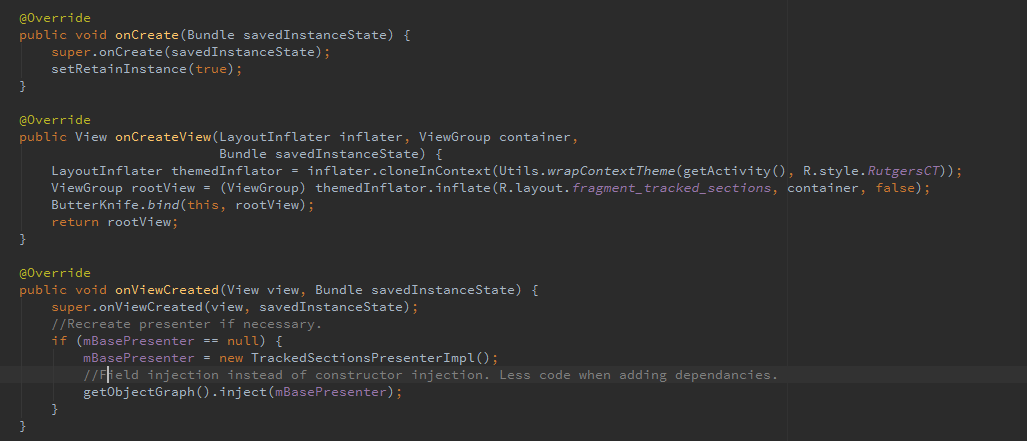 @Override
public void onCreate(Bundle savedInstanceState) {
    super.onCreate(savedInstanceState);
    setRetainInstance(true);
}
@Override
public View onCreateView(LayoutInflater inflater, ViewGroup container,
                         Bundle savedInstanceState) {
    LayoutInflater themedInflator = inflater.cloneInContext(Utils.wrapContextTheme(getActivity(), R.style.RutgersCT));
    ViewGroup rootView = (ViewGroup) themedInflator.inflate(R.layout.fragment_tracked_sections, container, false);
    ButterKnife.bind(this, rootView);
    return rootView;
}
@Override
public void onViewCreated(View view, Bundle savedInstanceState) {
    super.onViewCreated(view, savedInstanceState);
    //Recreate presenter if necessary.
    if (mBasePresenter == null) {
        mBasePresenter = new TrackedSectionsPresenterImpl();
        //Field injection instead of constructor injection. Less code when adding dependancies.
        getObjectGraph().inject(mBasePresenter);
    }
}